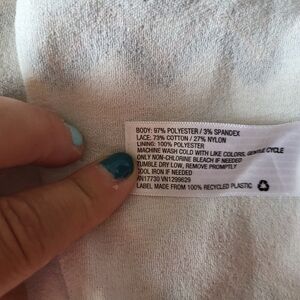 BODY: 97% POLYESTER / 3% SPANDEX
LACE: 73% COTTON / 27% NYLON
LINING: 100% POLYESTER
MACHINE WASH COLD WITH LIKE COLORS, GENTLE CYCLE
ONLY NON-CHLORINE BLEACH IF NEEDED
TUMBLE DRY LOW, REMOVE PROMPTLY
COOL IRON IF NEEDED
VN17730 VN1299629
LABEL MADE FROM 100% RECYCLED PLASTIC